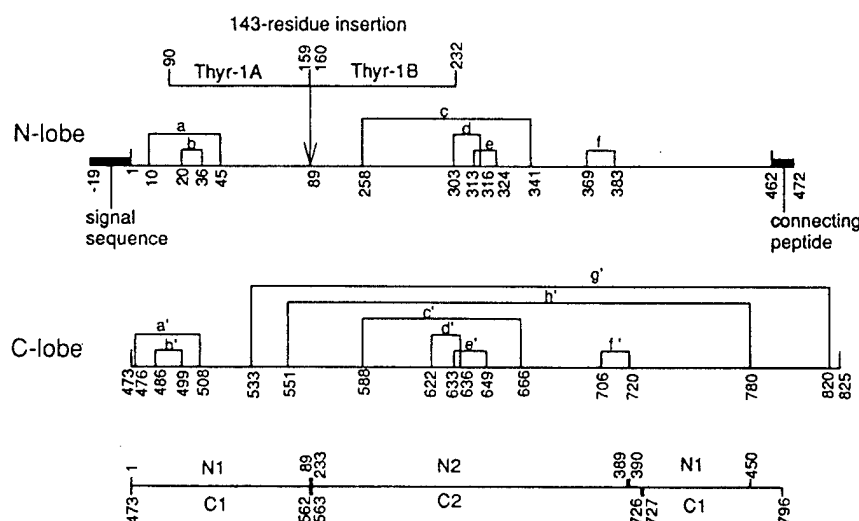 143-residue insertion
90 159 160 232
Thyr-1A Thyr-1B
N-lobe
a b c d e f
-19 1 10 20 36 45 89 258 303 313 316 324 341 369 383 462 472
signal sequence
connecting peptide
C-lobe
g'
h'
c'
a' d'
b' e' f'
473 476 486 499 508 533 551 588 622 633 636 649 666 706 720 780 820 825
1 N1 89 233 N2 389 390 N1 450
473 C1 562 563 C2 726 727 C1 796